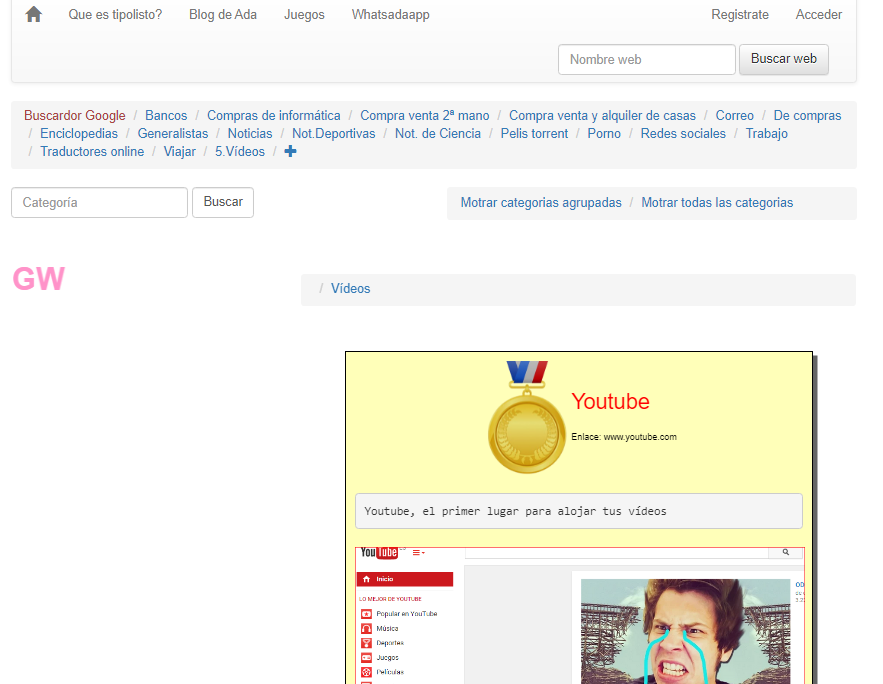 Que es tipolisto? Blog de Ada Juegos Whatsadaapp Registrate Acceder
Nombre web Buscar web
Buscardor Google / Bancos / Compras de informática / Compra venta 2ª mano / Compra venta y alquiler de casas / Correo / De compras
/ Enciclopedias / Generalistas / Noticias / Not.Deportivas / Not. de Ciencia / Pelis torrent / Porno / Redes sociales / Trabajo
/ Traductores online / Viajar / 5.Vídeos /
Categoría Buscar
Motrar categorias agrupadas / Motrar todas las categorias
GW
/ Vídeos
Youtube
Enlace: www.youtube.com
Youtube, el primer lugar para alojar tus vídeos
YouTube
Inicio
LO MEJOR DE YOUTUBE
Popular en YouTube
Música
Deportes
Juegos
Películas